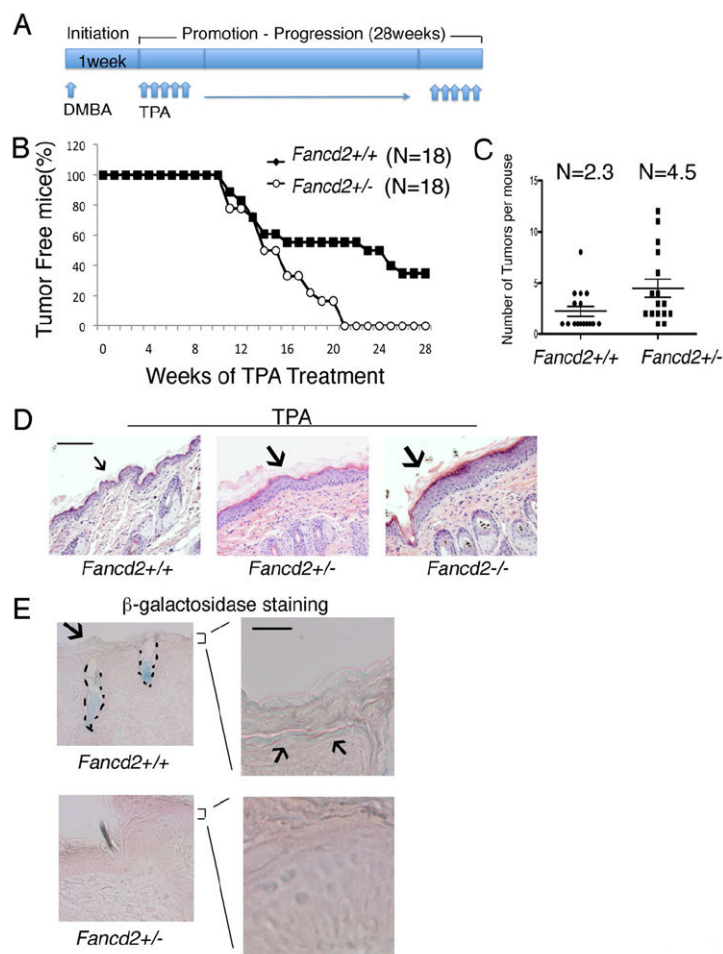 A
Initiation
Promotion - Progression (28weeks)
1week
DMBA
TPA
B
Fancd2+/+ (N=18)
Fancd2+/- (N=18)
Tumor Free mice(%)
120
100
80
60
40
20
0
0 4 8 12 16 20 24 28
Weeks of TPA Treatment
C
N=2.3 N=4.5
Number of Tumors per mouse
15
10
5
0
Fancd2+/+ Fancd2+/-
D
TPA
Fancd2+/+ Fancd2+/- Fancd2-/-
E
β-galactosidase staining
Fancd2+/+
Fancd2+/-